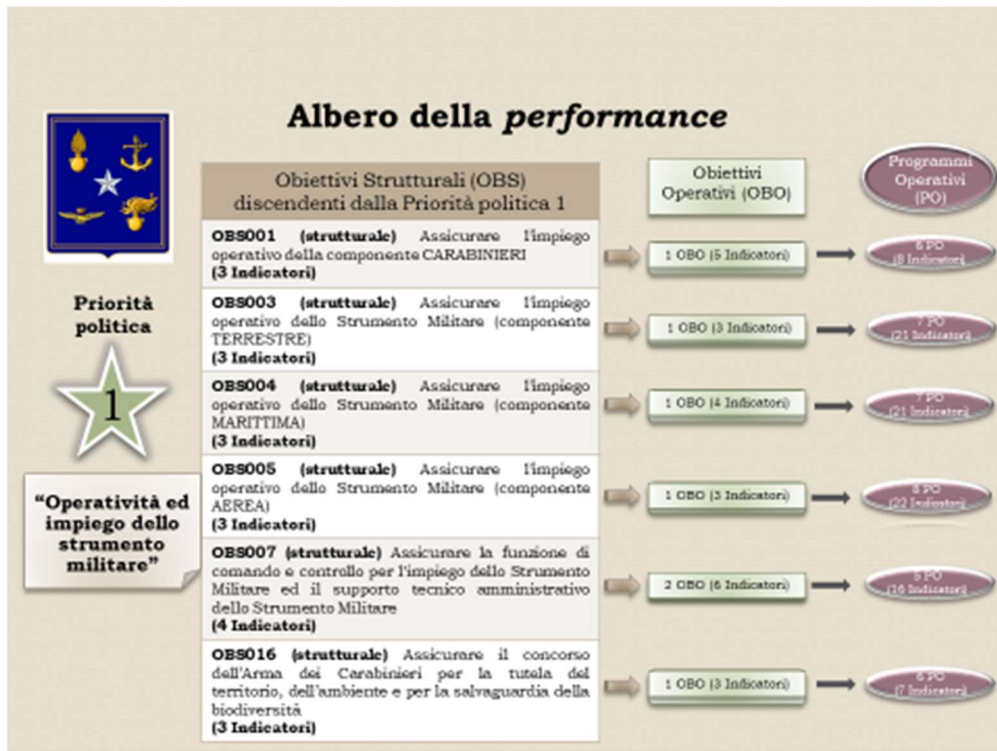 Albero della performance
Priorità
politica
1
“Operatività ed
impiego dello
strumento
militare”
Obiettivi Strutturali (OBS)
discendenti dalla Priorità politica 1
Obiettivi
Operativi (OBO)
Programmi
Operativi
(PO)
OBS001 (strutturale) Assicurare l'impiego
operativo della componente CARABINIERI
(3 Indicatori)
1 OBO (5 Indicatori)
6 PO
(8 Indicatori)
OBS003 (strutturale) Assicurare l'impiego
operativo dello Strumento Militare (componente
TERRESTRE)
(3 Indicatori)
1 OBO (3 Indicatori)
7 PO
(21 Indicatori)
OBS004 (strutturale) Assicurare l'impiego
operativo dello Strumento Militare (componente
MARITTIMA)
(3 Indicatori)
1 OBO (4 Indicatori)
7 PO
(21 Indicatori)
OBS005 (strutturale) Assicurare l'impiego
operativo dello Strumento Militare (componente
AEREA)
(3 Indicatori)
1 OBO (3 Indicatori)
PO
(22 Indicatori)
OBS007 (strutturale) Assicurare la funzione di
comando e controllo per l'impiego dello Strumento
Militare ed il supporto tecnico amministrativo
dello Strumento Militare
(4 Indicatori)
2 OBO (6 Indicatori)
PO
(16 Indicatori)
OBS016 (strutturale) Assicurare il concorso
dell'Arma dei Carabinieri per la tutela del
territorio, dell'ambiente e per la salvaguardia della
biodiversità
(3 Indicatori)
1 OBO (3 Indicatori)
6 PO
(7 Indicatori)